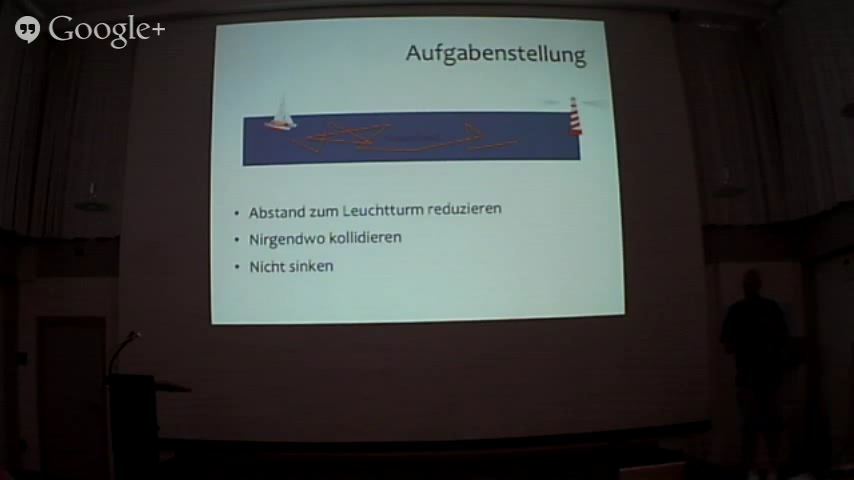 Google+
Aufgabenstellung
• Abstand zum Leuchtturm reduzieren
• Nirgendwo kollidieren
• Nicht sinken